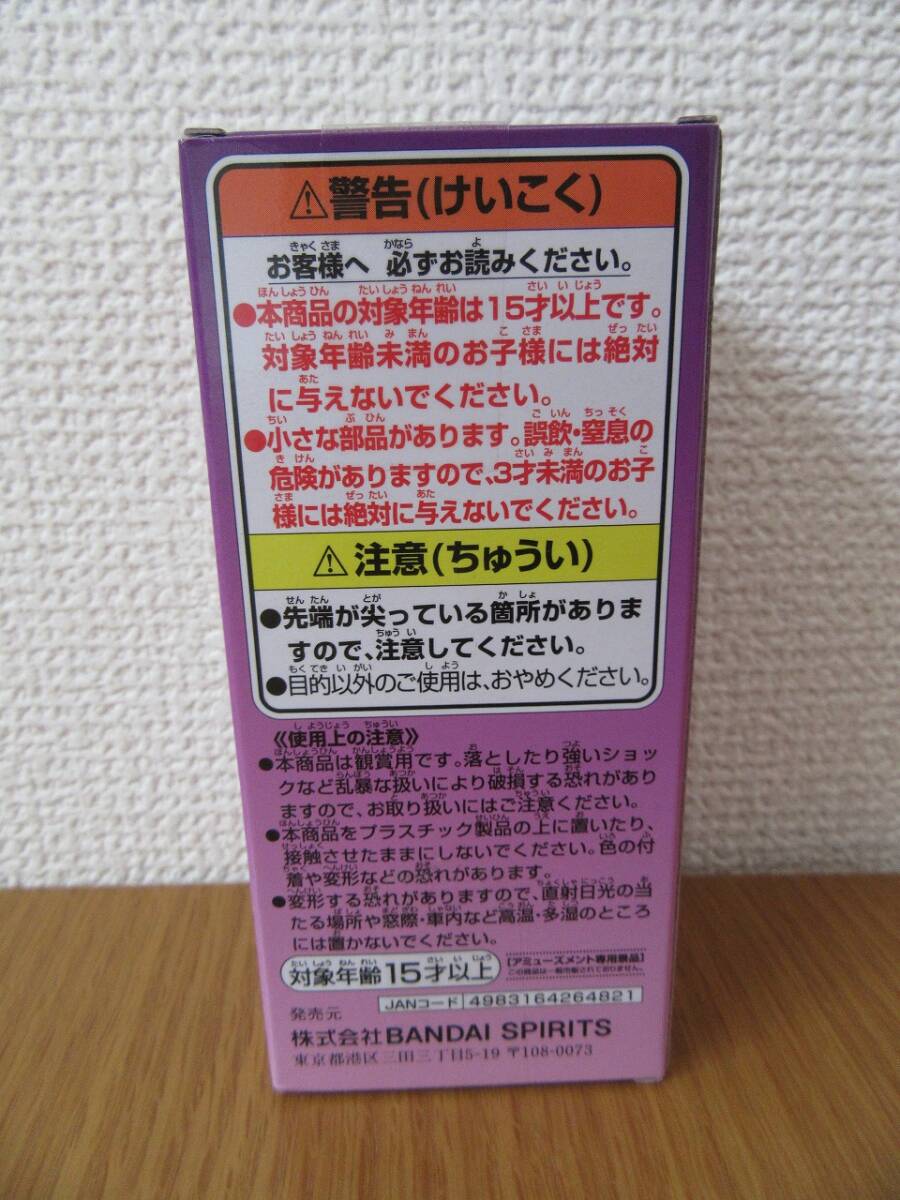 ⚠警告(けいこく)
お客様へ 必ずお読みください。
●本商品の対象年齢は15才以上です。
対象年齢未満のお子様には絶対
に与えないでください。
●小さな部品があります。誤飲・窒息の
危険がありますので、3才未満のお子
様には絶対に与えないでください。
⚠注意(ちゅうい)
●先端が尖っている箇所がありま
すので、注意してください。
●目的以外のご使用は、おやめください。
《使用上の注意》
●本商品は観賞用です。落としたり強いショッ
クなど乱暴な扱いにより破損する恐れがあり
ますので、お取り扱いにはご注意ください。
●本商品をプラスチック製品の上に置いたり、
接触させたままにしないでください。色の付
着や変形などの恐れがあります。
●変形する恐れがありますので、直射日光の当
たる場所や窓際・車内など高温・多湿のところ
には置かないでください。
対象年齢15才以上
[アミューズメント専用景品]
この商品は一般市販されて居りません。
JANコード 4983164264821
発売元
株式会社BANDAI SPIRITS
東京都港区三田三丁目5-19 〒108-0073